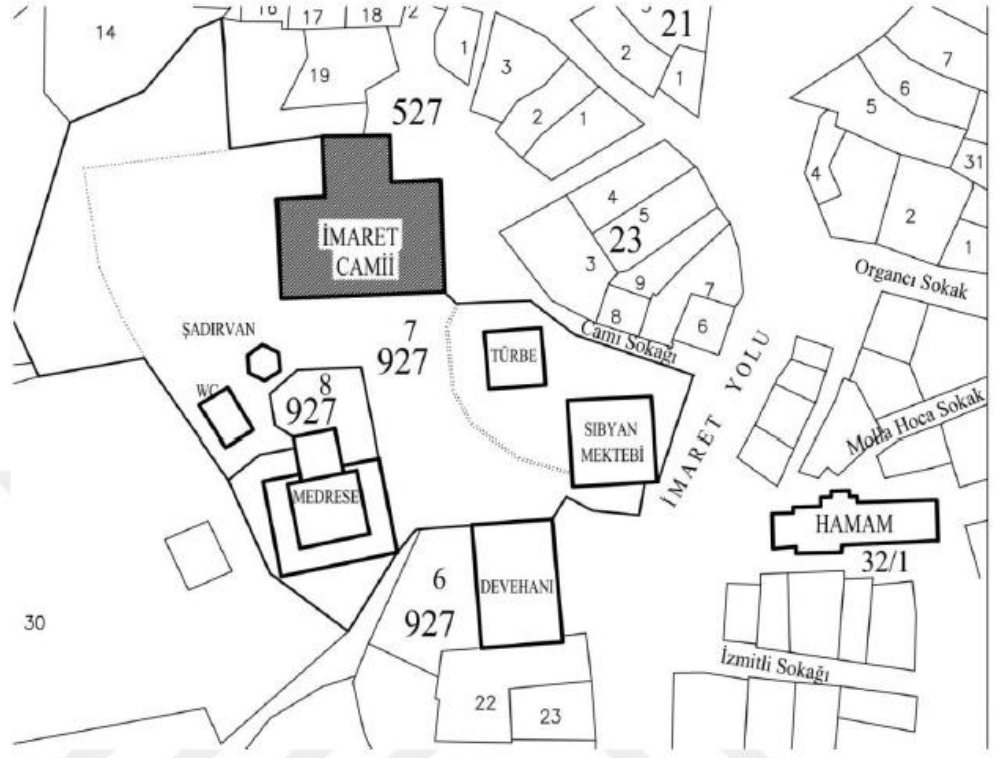 14
16
17
18
2
19
1
527
21
2
1
3
2
1
7
6
5
31
4
2
1
4
5
23
3
9
7
8
6
Organcı Sokak
Cami Sokağı
İMARET
CAMİİ
ŞADIRVAN
7
927
TÜRBE
WC
8
927
SIBYAN
MEKTEBİ
İMARET YOLU
Molla Hoca Sokak
MEDRESE
HAMAM
32/1
6
927
DEVEHANI
30
İzmitli Sokağı
22
23